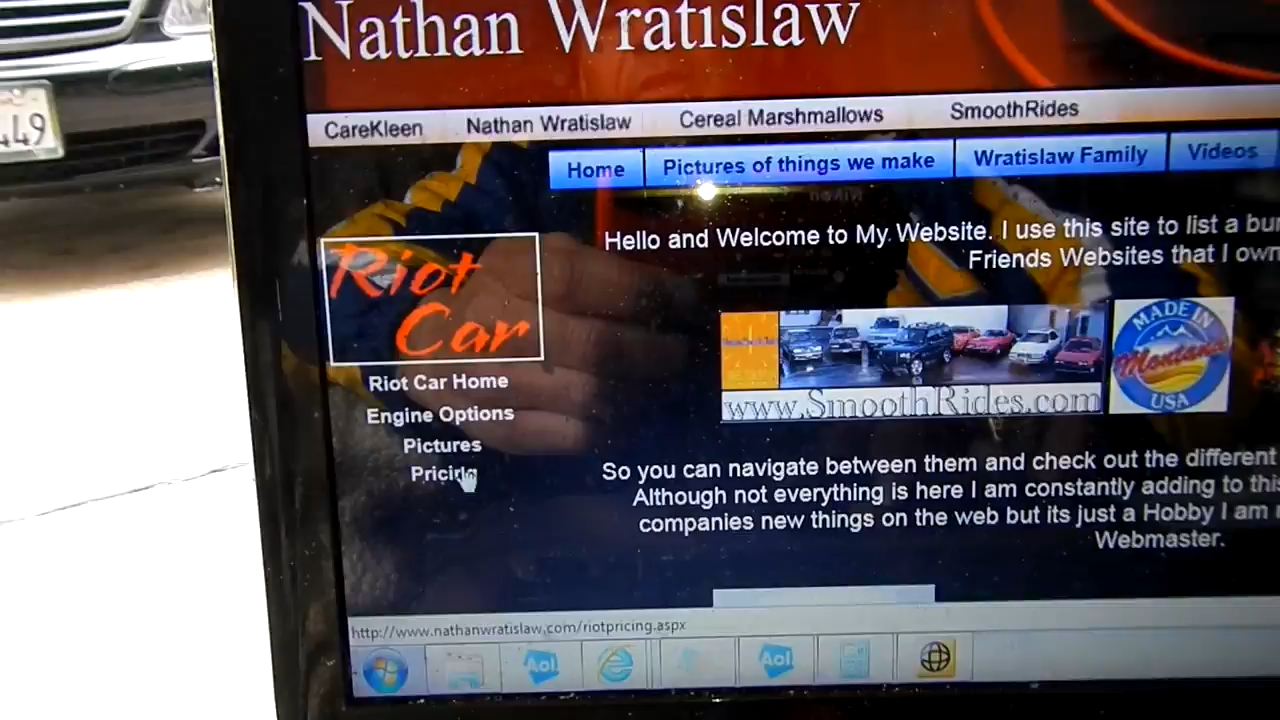 Nathan Wratislaw
CareKleen Nathan Wratislaw Cereal Marshmallows SmoothRides
Home Pictures of things we make Wratislaw Family Videos
449
Hello and Welcome to My Website. I use this site to list a
Friends Websites that I own
Riot
Car
MADE IN
Montana
USA
www.SmoothRides.com
Riot Car Home
Engine Options
Pictures
Pricing
So you can navigate between them and check out the different
Although not everything is here I am constantly adding to this
companies new things on the web but its just a Hobby I am
Webmaster.
http://www.nathanwratislaw.com/riotpricing.aspx
Aol. Aol.